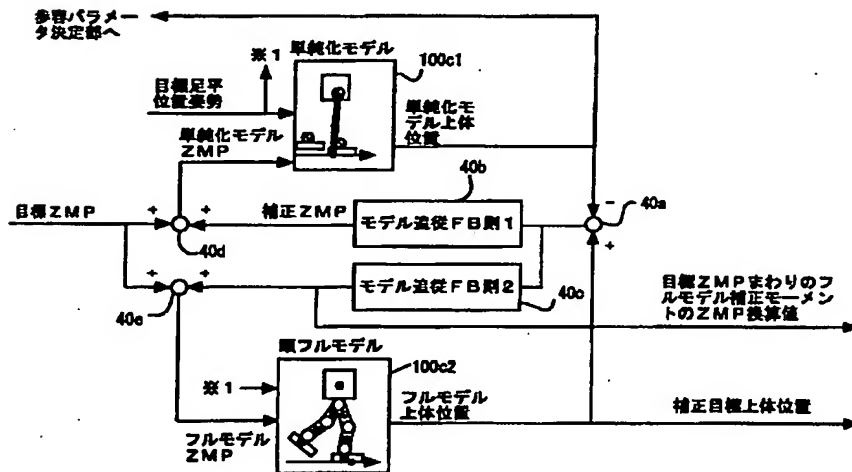 歩容パラメー
タ決定部へ
※1
単純化モデル
100c1
目標足平
位置姿勢
単純化モデル
ZMP
単純化モ
デル上体
位置
40b
目標ZMP
+
+
40d
補正ZMP
モデル追従FB則1
-
40a
+
+
+
40e
モデル追従FB則2
40c
目標ZMPまわりのフ
ルモデル補正モーメン
トのZMP換算値
順フルモデル
100c2
※1
フルモデル
上体位置
補正目標上体位置
フルモデル
ZMP